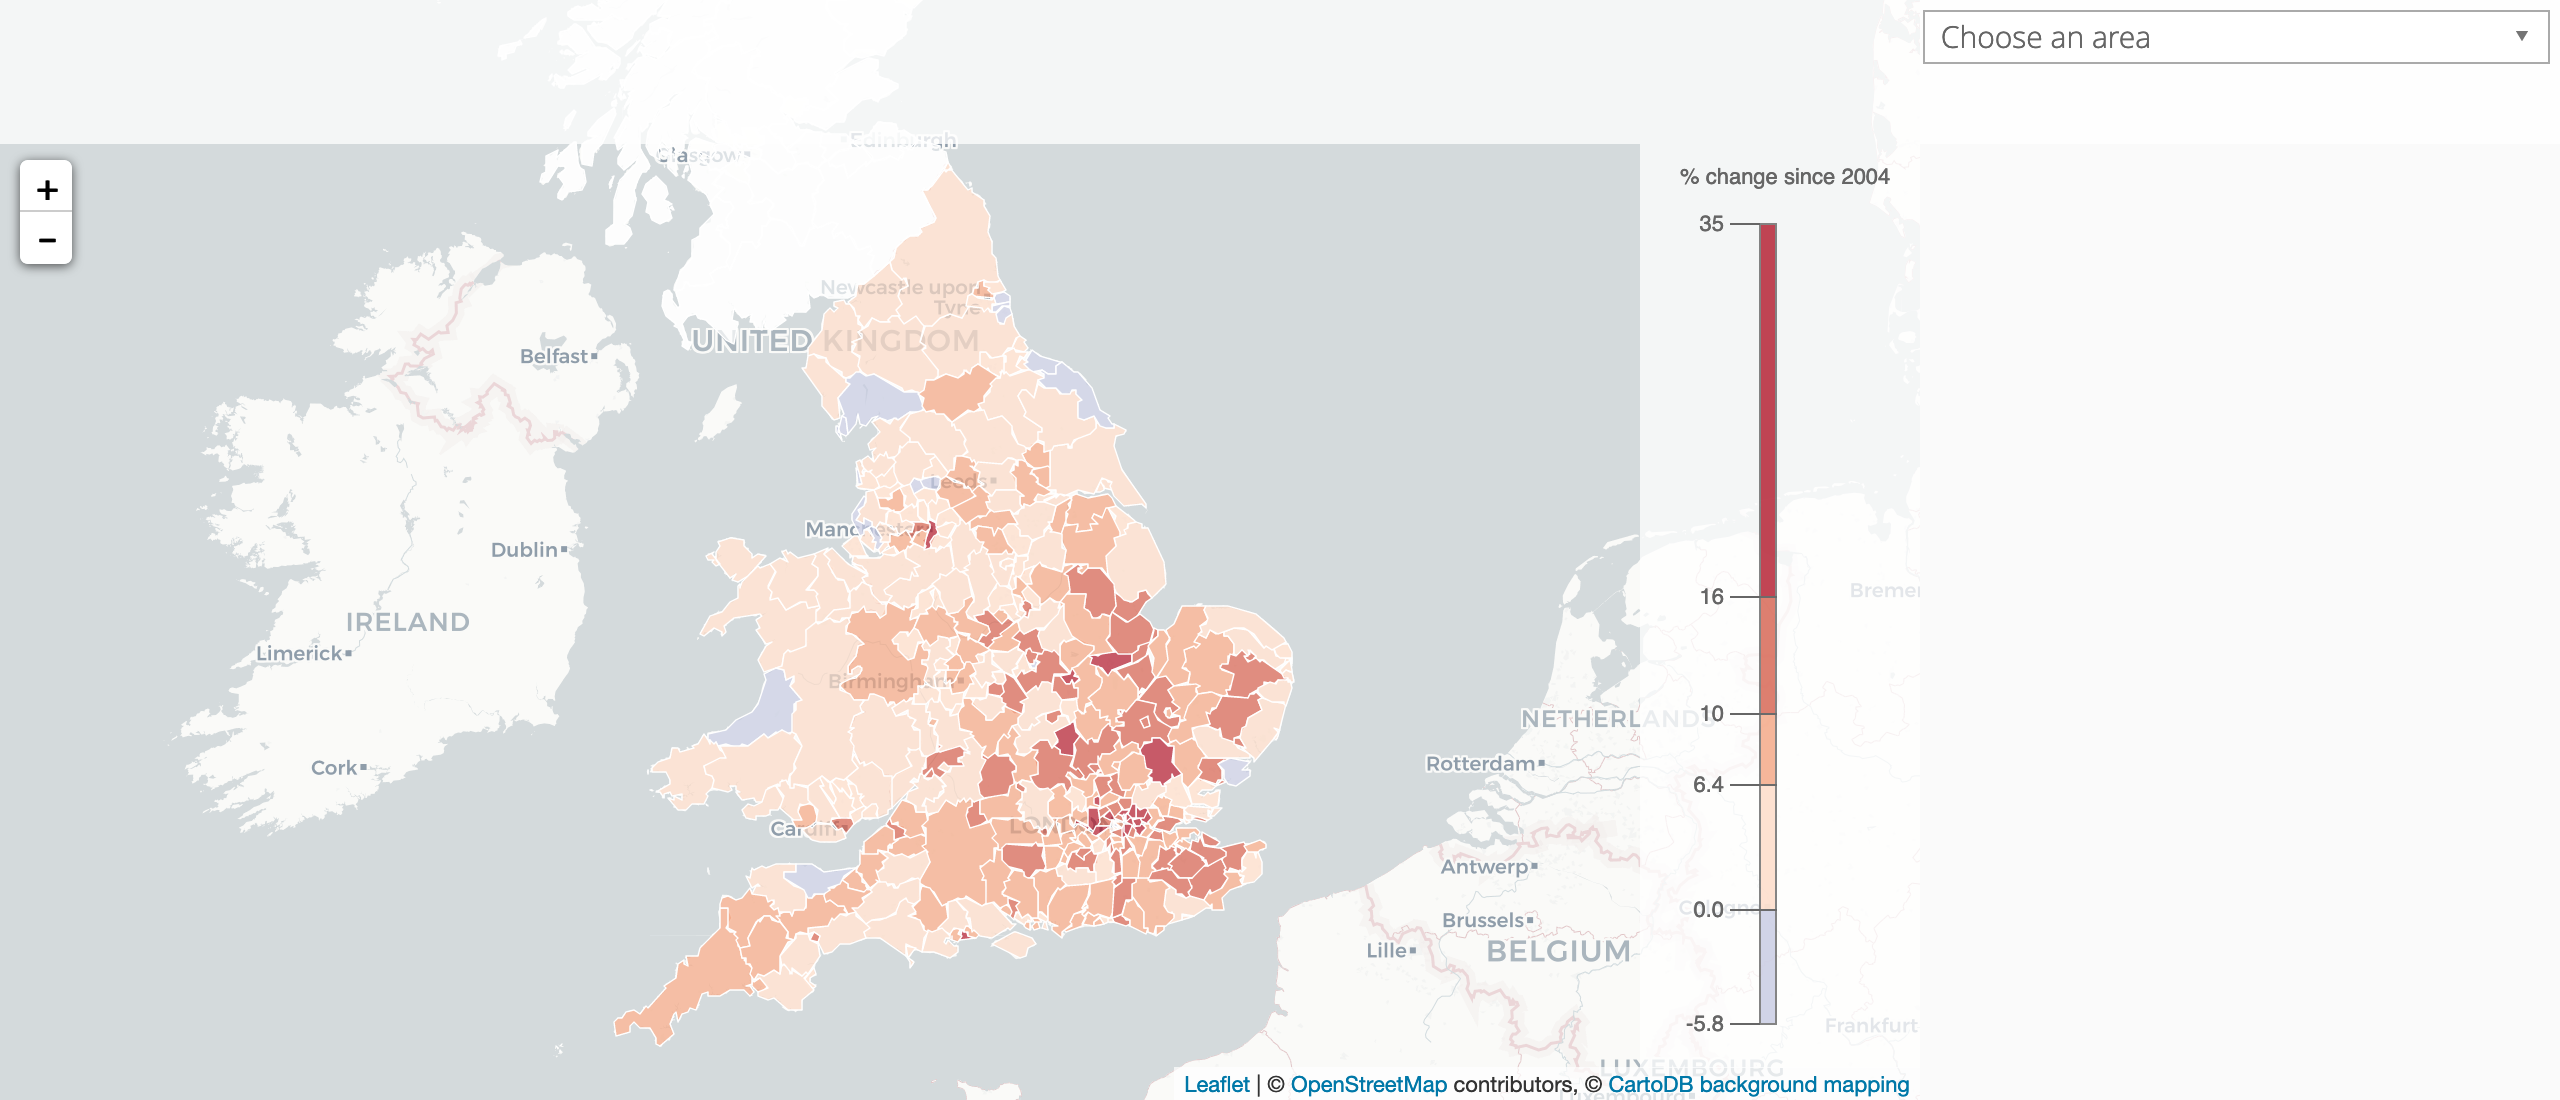 Choose an area
Edinburgh
Glasgow
+
% change since 2004
−
35
Newcastle upon
Tyne
UNITED KINGDOM
Belfast
Leeds
Manchester
Dublin
Bremen
16
IRELAND
Limerick
Birmingham
10
NETHERLANDS
Rotterdam
Cork
6.4
Cardiff
LONDON
Antwerp
Cologne
0.0
Brussels
Lille
BELGIUM
-5.8
Frankfurt
LUXEMBOURG
Leaflet | © OpenStreetMap contributors, © CartoDB background mapping
Luxembourg